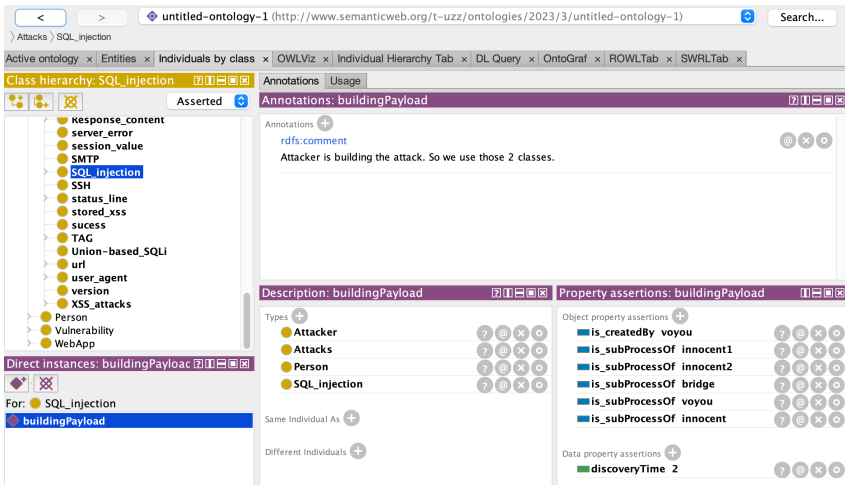 < > untitled-ontology-1 (http://www.semanticweb.org/t-uzz/ontologies/2023/3/untitled-ontology-1) Search...
Attacks SQL_injection
Active ontology × Entities × Individuals by class × OWLViz × Individual Hierarchy Tab × DL Query × OntoGraf × ROWLTab × SWRLTab ×
Class hierarchy: SQL_injection
Asserted
Response_content
server_error
session_value
SMTP
SQL_injection
SSH
status_line
stored_xss
sucess
TAG
Union-based_SQLi
url
user_agent
version
XSS_attacks
Person
Vulnerability
WebApp
Direct instances: buildingPayloac
For: SQL_injection
buildingPayload
Annotations Usage
Annotations: buildingPayload
Annotations
rdfs:comment
Attacker is building the attack. So we use those 2 classes.
Description: buildingPayload
Types
Attacker
Attacks
Person
SQL_injection
Same Individual As
Different Individuals
Property assertions: buildingPayload
Object property assertions
is_createdBy voyou
is_subProcessOf innocent1
is_subProcessOf innocent2
is_subProcessOf bridge
is_subProcessOf voyou
is_subProcessOf innocent
Data property assertions
discoveryTime 2